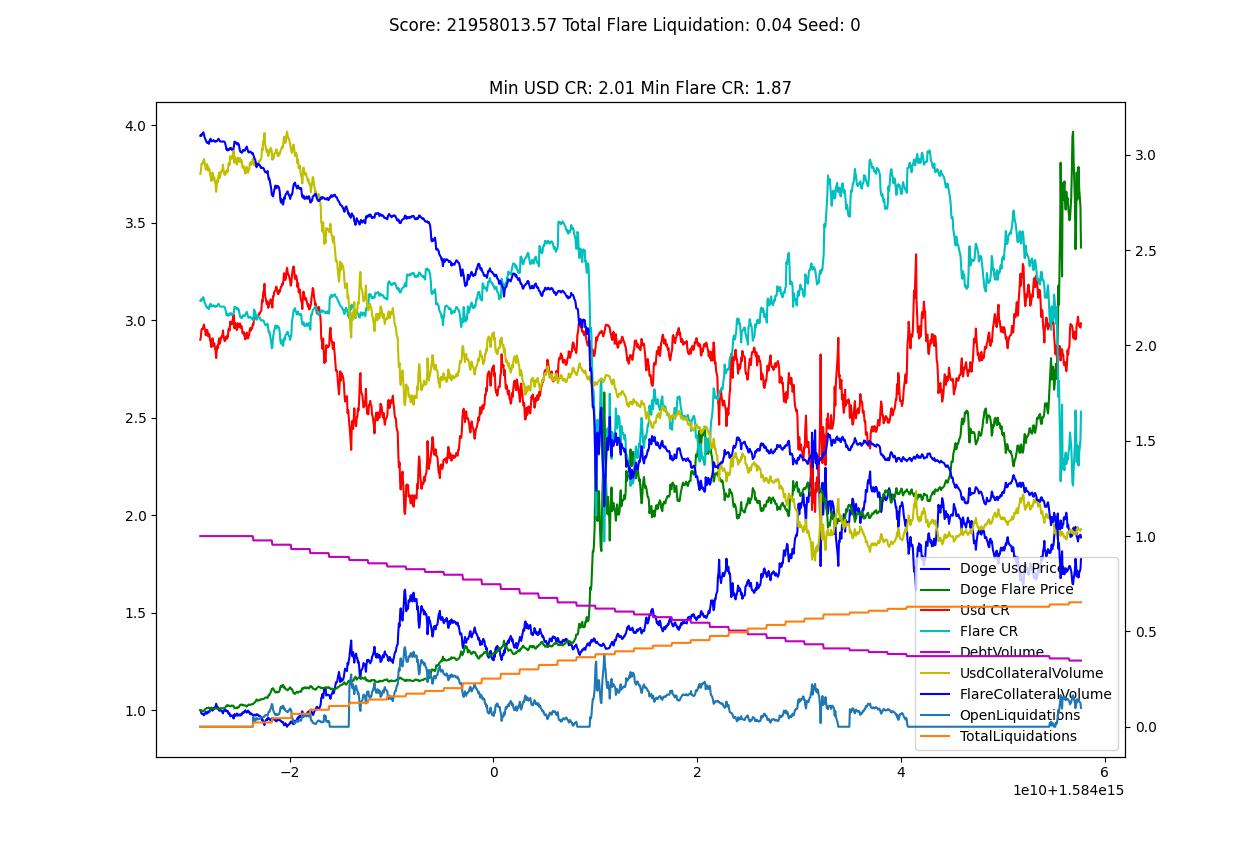 Score: 21958013.57 Total Flare Liquidation: 0.04 Seed: 0
Min USD CR: 2.01 Min Flare CR: 1.87
4.0
3.5
3.0
2.5
2.0
1.5
1.0
3.0
2.5
2.0
1.5
1.0
0.5
0.0
Doge Usd Price
Doge Flare Price
Usd CR
Flare CR
DebtVolume
UsdCollateralVolume
FlareCollateralVolume
OpenLiquidations
TotalLiquidations
−2 0 2 4 6
1e10+1.584e15